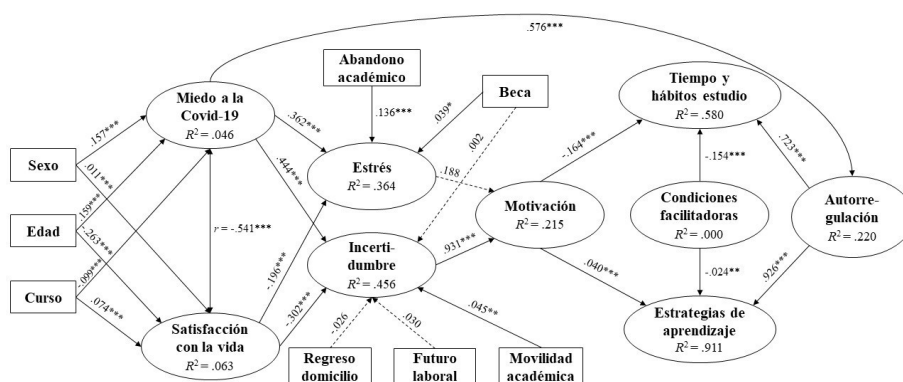 .576***
Abandono
académico
Beca
Tiempo y
hábitos estudio
R² = .580
Miedo a la
Covid-19
R² = .046
.136***
.039*
.157***
.362***
.002
-.164***
.723***
Sexo
.011***
Estrés
R² = .364
.444***
.188
-.154***
.159***
Motivación
R² = .215
Condiciones
facilitadoras
R² = .000
Autorre-
gulación
R² = .220
Edad
r = -.541***
-.263***
Incerti-
dumbre
R² = .456
.931***
-.099***
-.196***
.040***
-.024**
.926***
Curso
.074***
-.302***
.045**
Satisfacción
con la vida
R² = .063
-.026
.030
Estrategias de
aprendizaje
R² = .911
Regreso
domicilio
Futuro
laboral
Movilidad
académica